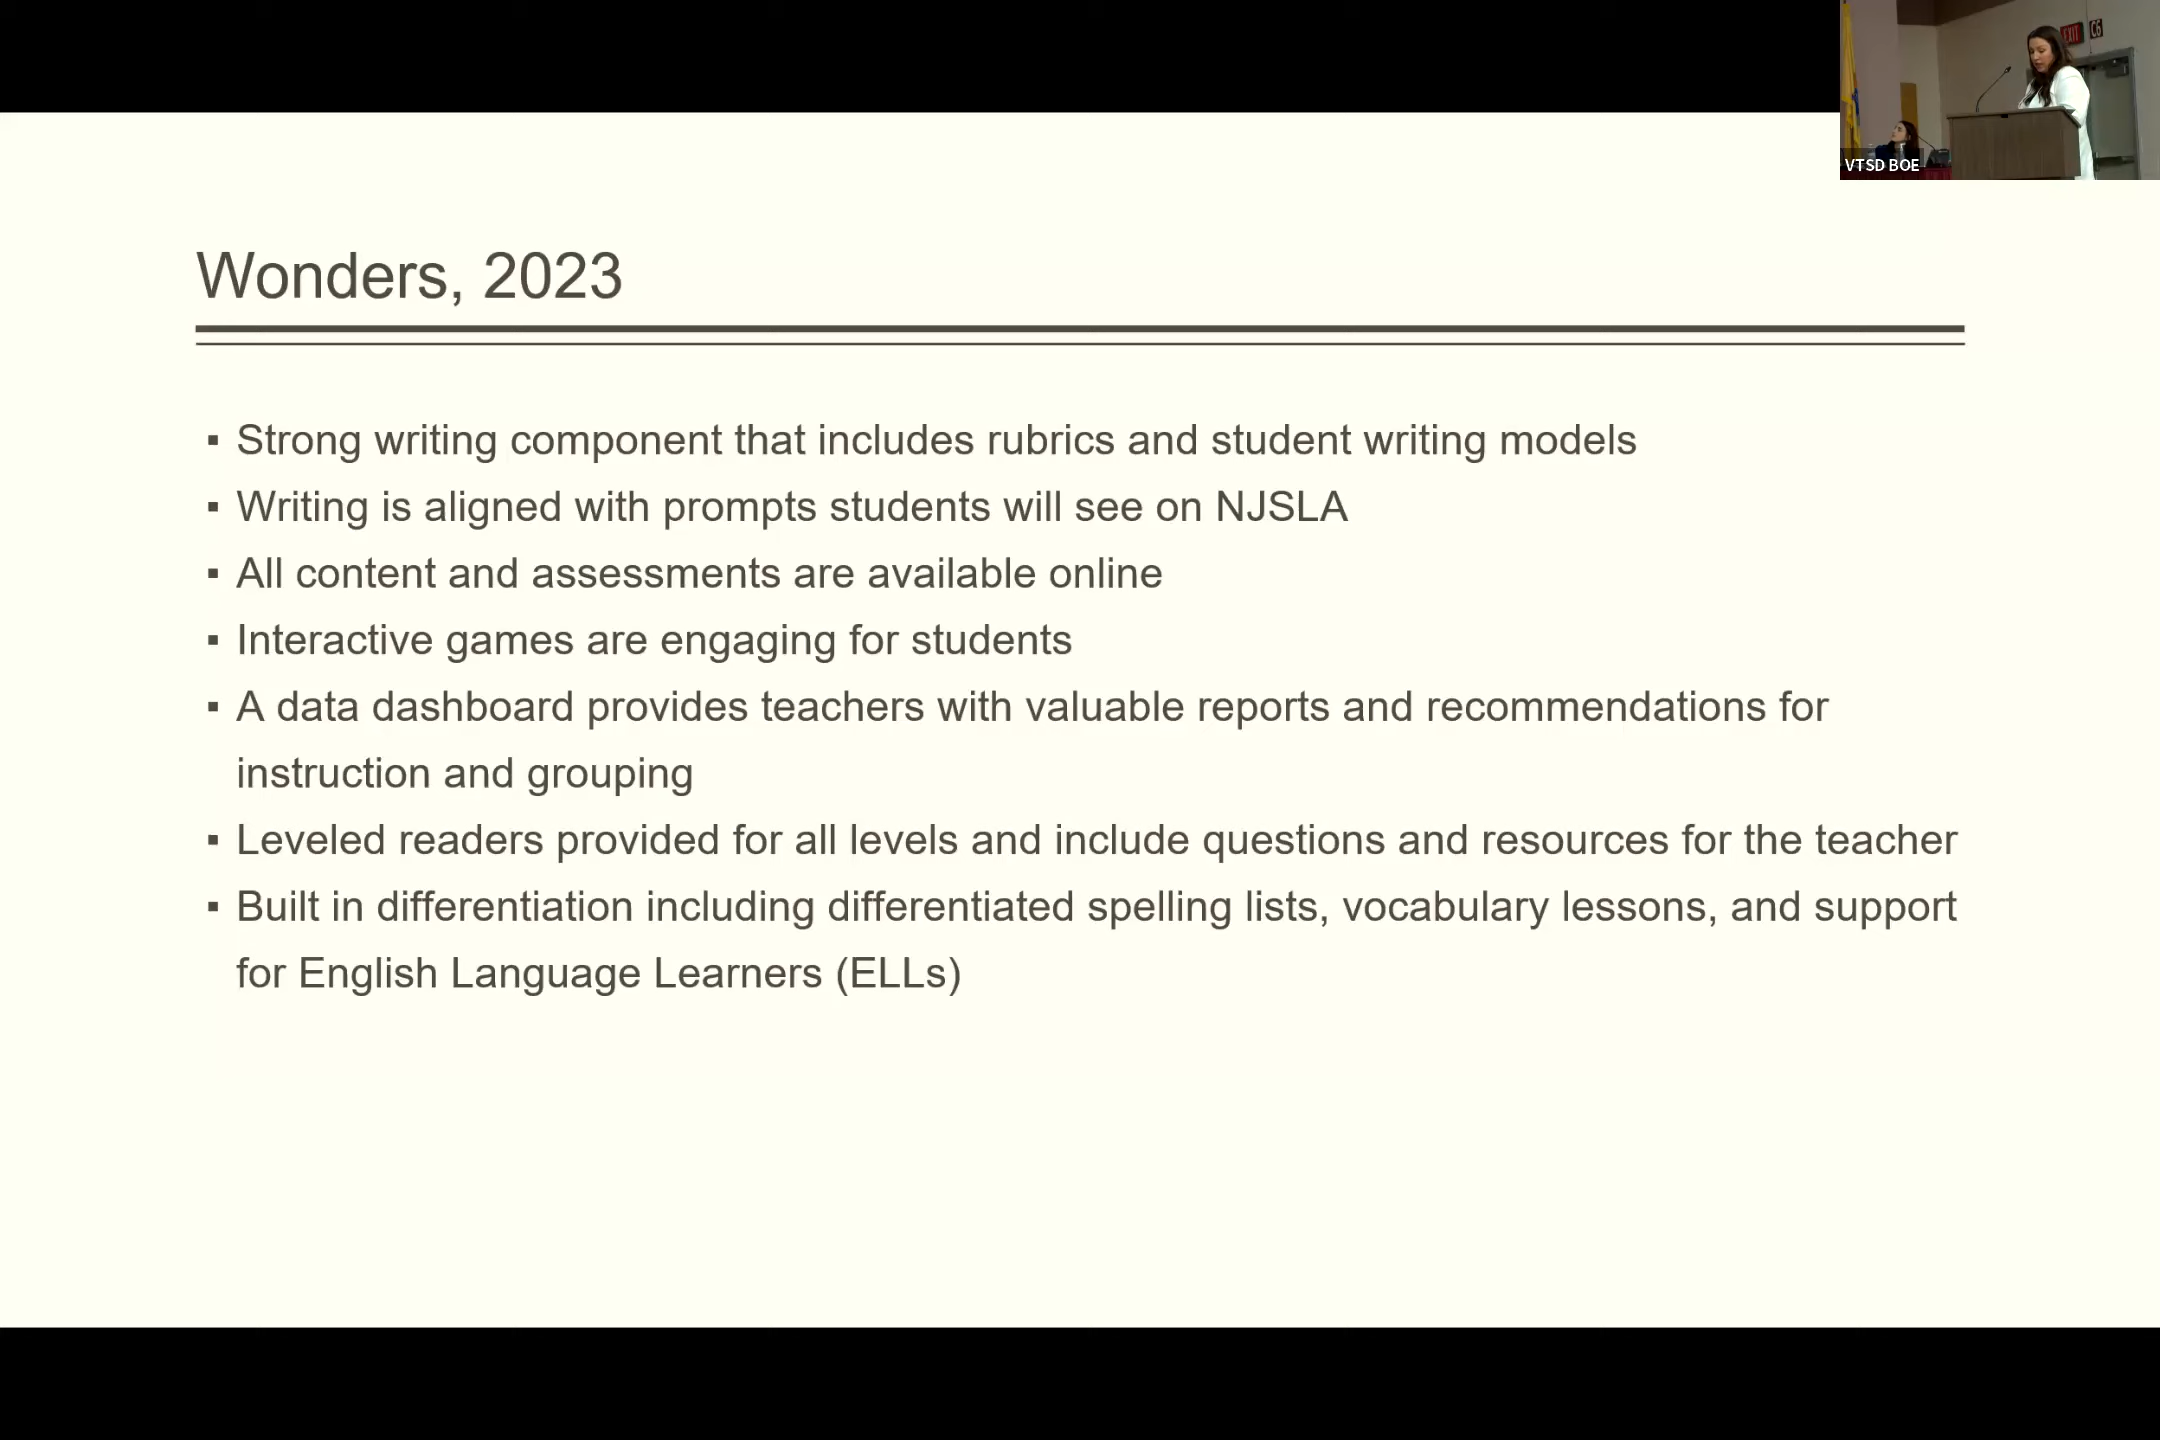 EXIT
C6
VTSD BOE
Wonders, 2023
▪ Strong writing component that includes rubrics and student writing models
▪ Writing is aligned with prompts students will see on NJSLA
▪ All content and assessments are available online
▪ Interactive games are engaging for students
▪ A data dashboard provides teachers with valuable reports and recommendations for
instruction and grouping
▪ Leveled readers provided for all levels and include questions and resources for the teacher
▪ Built in differentiation including differentiated spelling lists, vocabulary lessons, and support
for English Language Learners (ELLs)